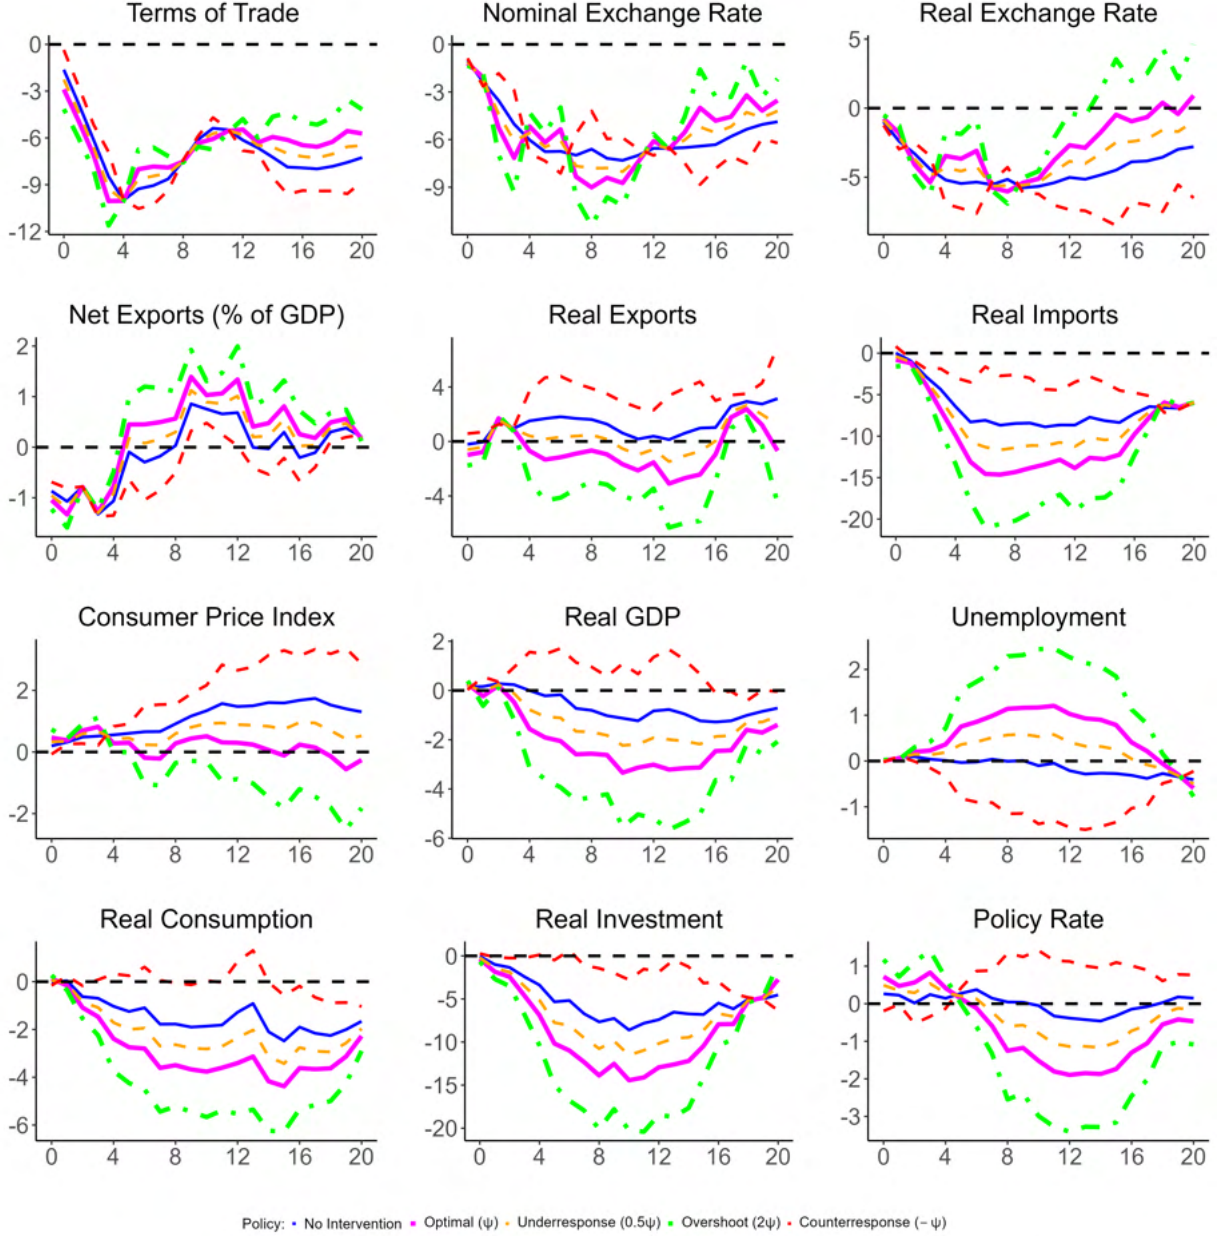 Terms of Trade
Nominal Exchange Rate
Real Exchange Rate
0
-3
-6
-9
-12
0 4 8 12 16 20
0
-3
-6
-9
0 4 8 12 16 20
5
0
-5
0 4 8 12 16 20
Net Exports (% of GDP)
Real Exports
Real Imports
2
1
0
-1
0 4 8 12 16 20
4
0
-4
0 4 8 12 16 20
0
-5
-10
-15
-20
0 4 8 12 16 20
Consumer Price Index
Real GDP
Unemployment
2
0
-2
0 4 8 12 16 20
2
0
-2
-4
-6
0 4 8 12 16 20
2
1
0
-1
0 4 8 12 16 20
Real Consumption
Real Investment
Policy Rate
0
-2
-4
-6
0 4 8 12 16 20
0
-5
-10
-15
-20
0 4 8 12 16 20
1
0
-1
-2
-3
0 4 8 12 16 20
Policy: No Intervention Optimal (ψ) Underresponse (0.5ψ) Overshoot (2ψ) Counterresponse (− ψ)